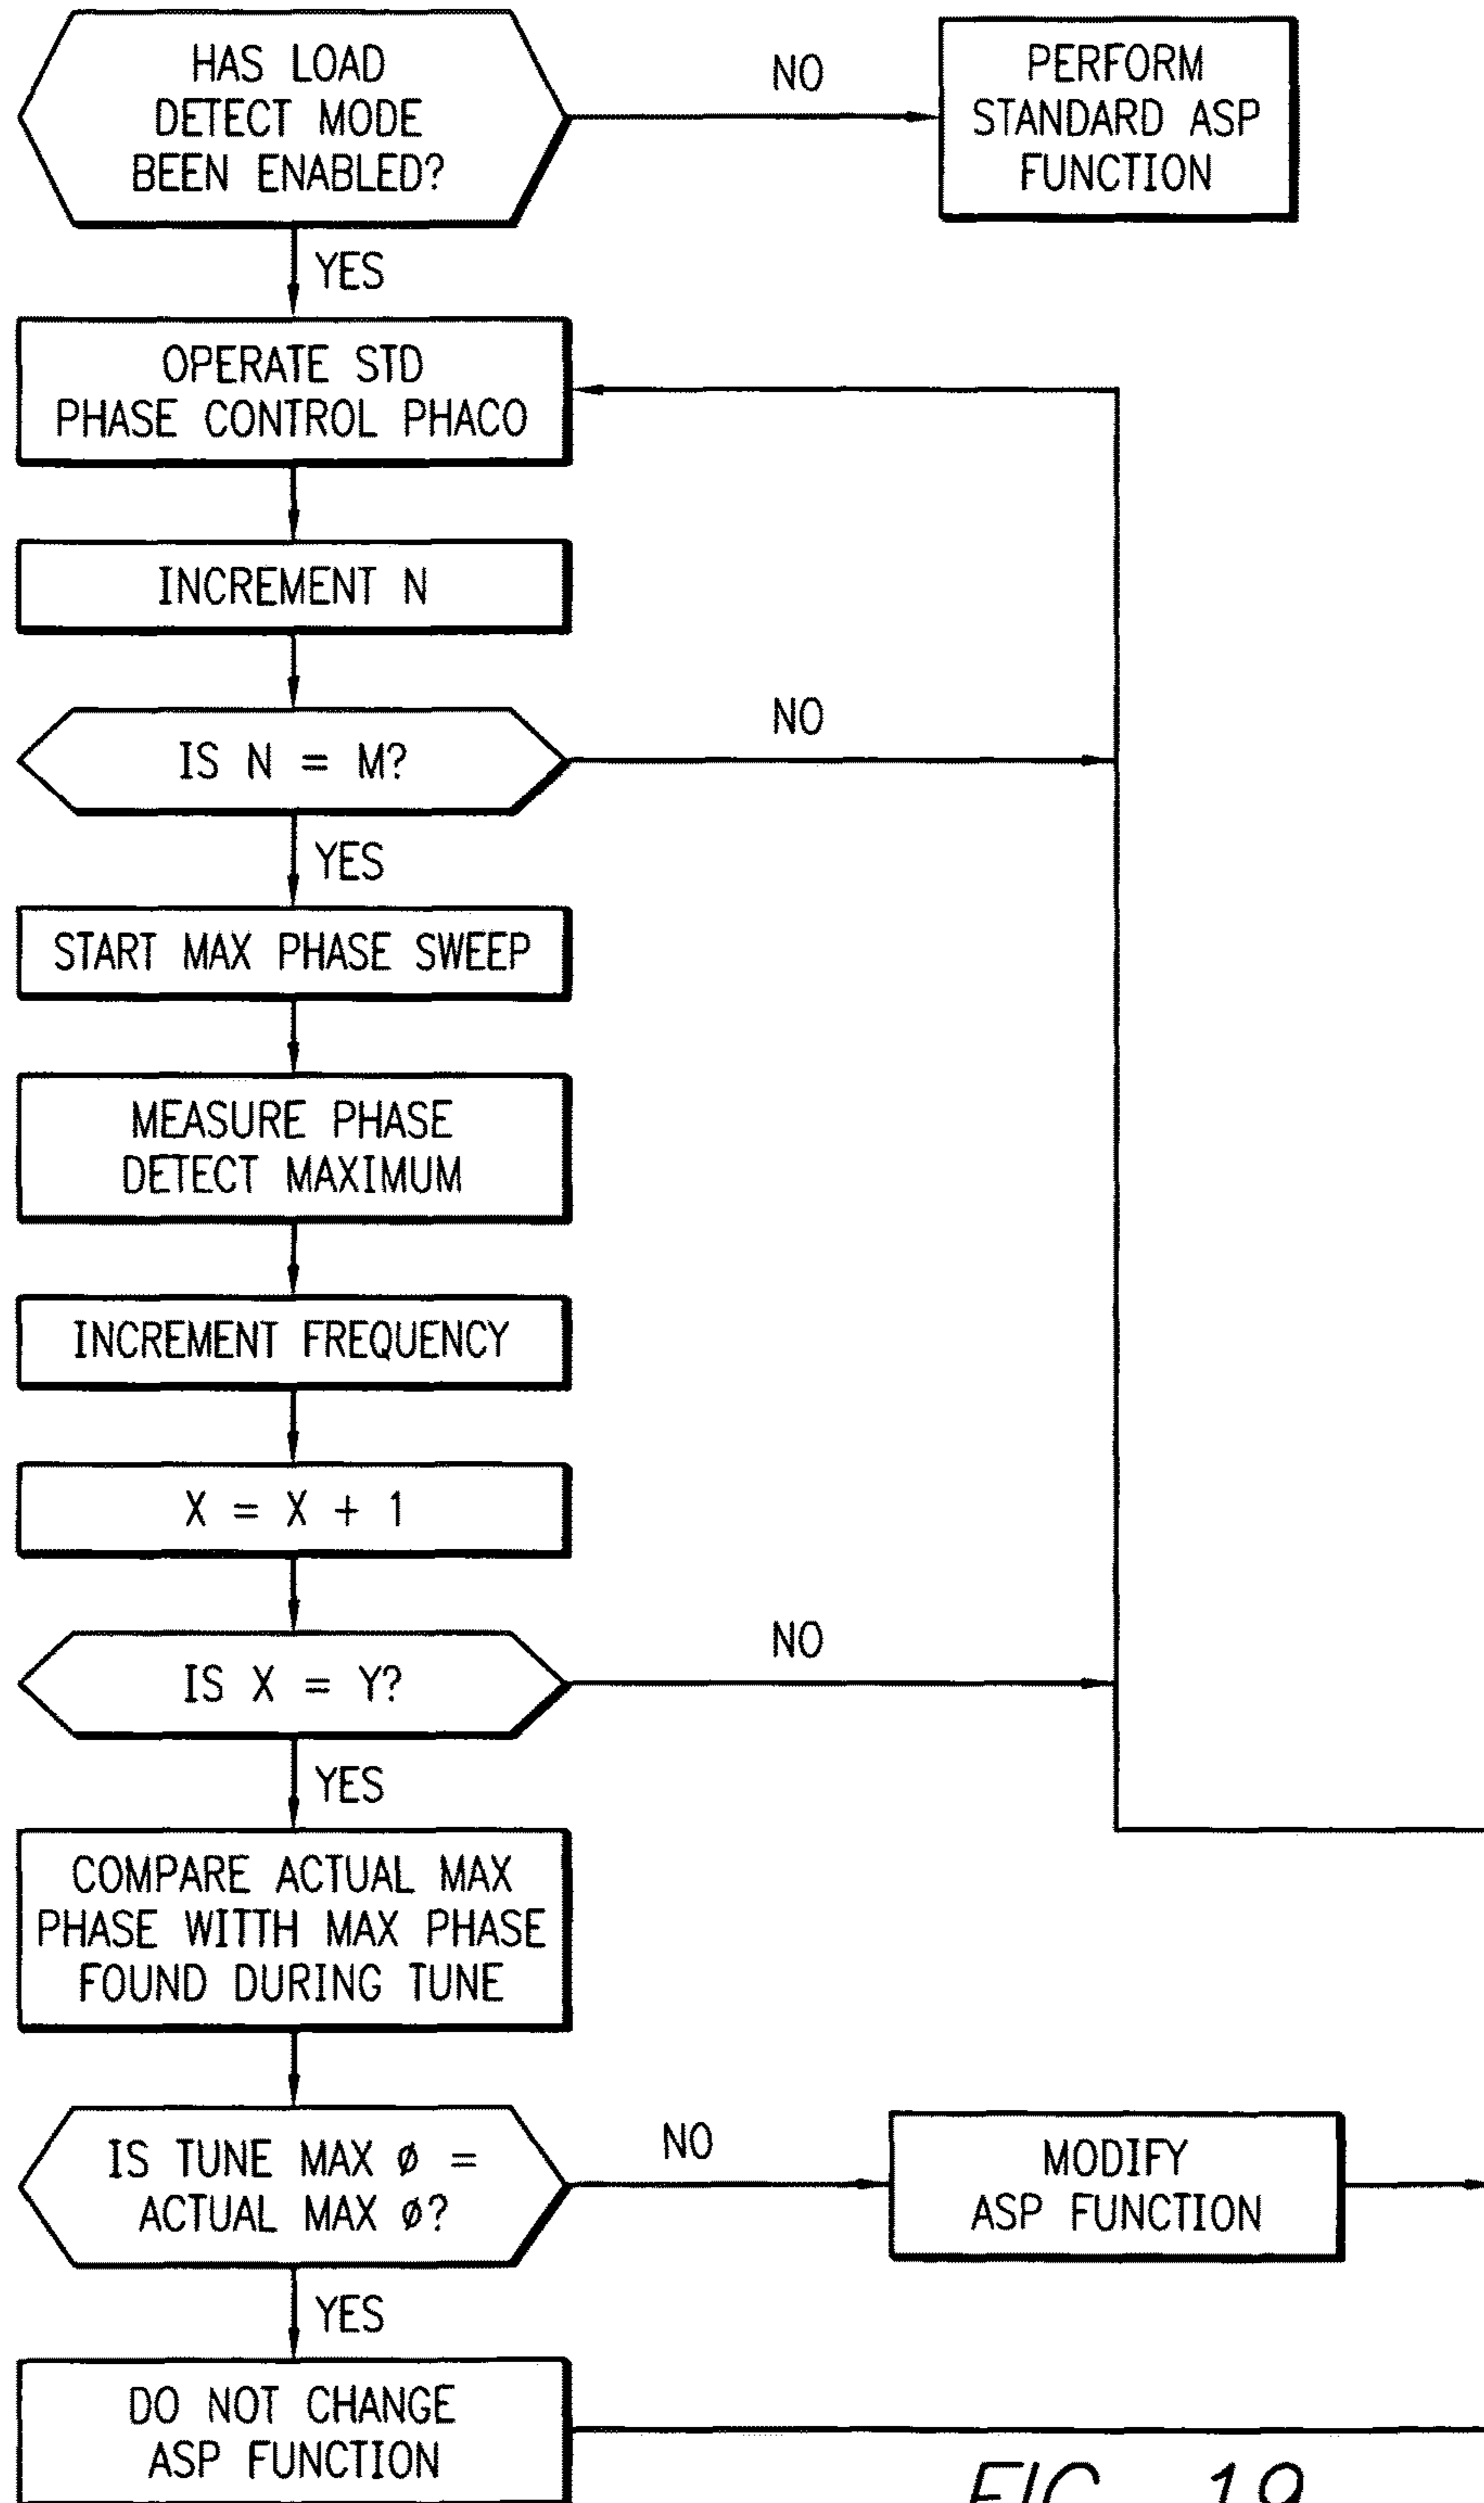 HAS LOAD
DETECT MODE
BEEN ENABLED?
NO
PERFORM
STANDARD ASP
FUNCTION
YES
OPERATE STD
PHASE CONTROL PHACO
INCREMENT N
IS N = M?
NO
YES
START MAX PHASE SWEEP
MEASURE PHASE
DETECT MAXIMUM
INCREMENT FREQUENCY
X = X + 1
IS X = Y?
NO
YES
COMPARE ACTUAL MAX
PHASE WITTH MAX PHASE
FOUND DURING TUNE
IS TUNE MAX ø =
ACTUAL MAX ø?
NO
MODIFY
ASP FUNCTION
YES
DO NOT CHANGE
ASP FUNCTION
FIG. 19